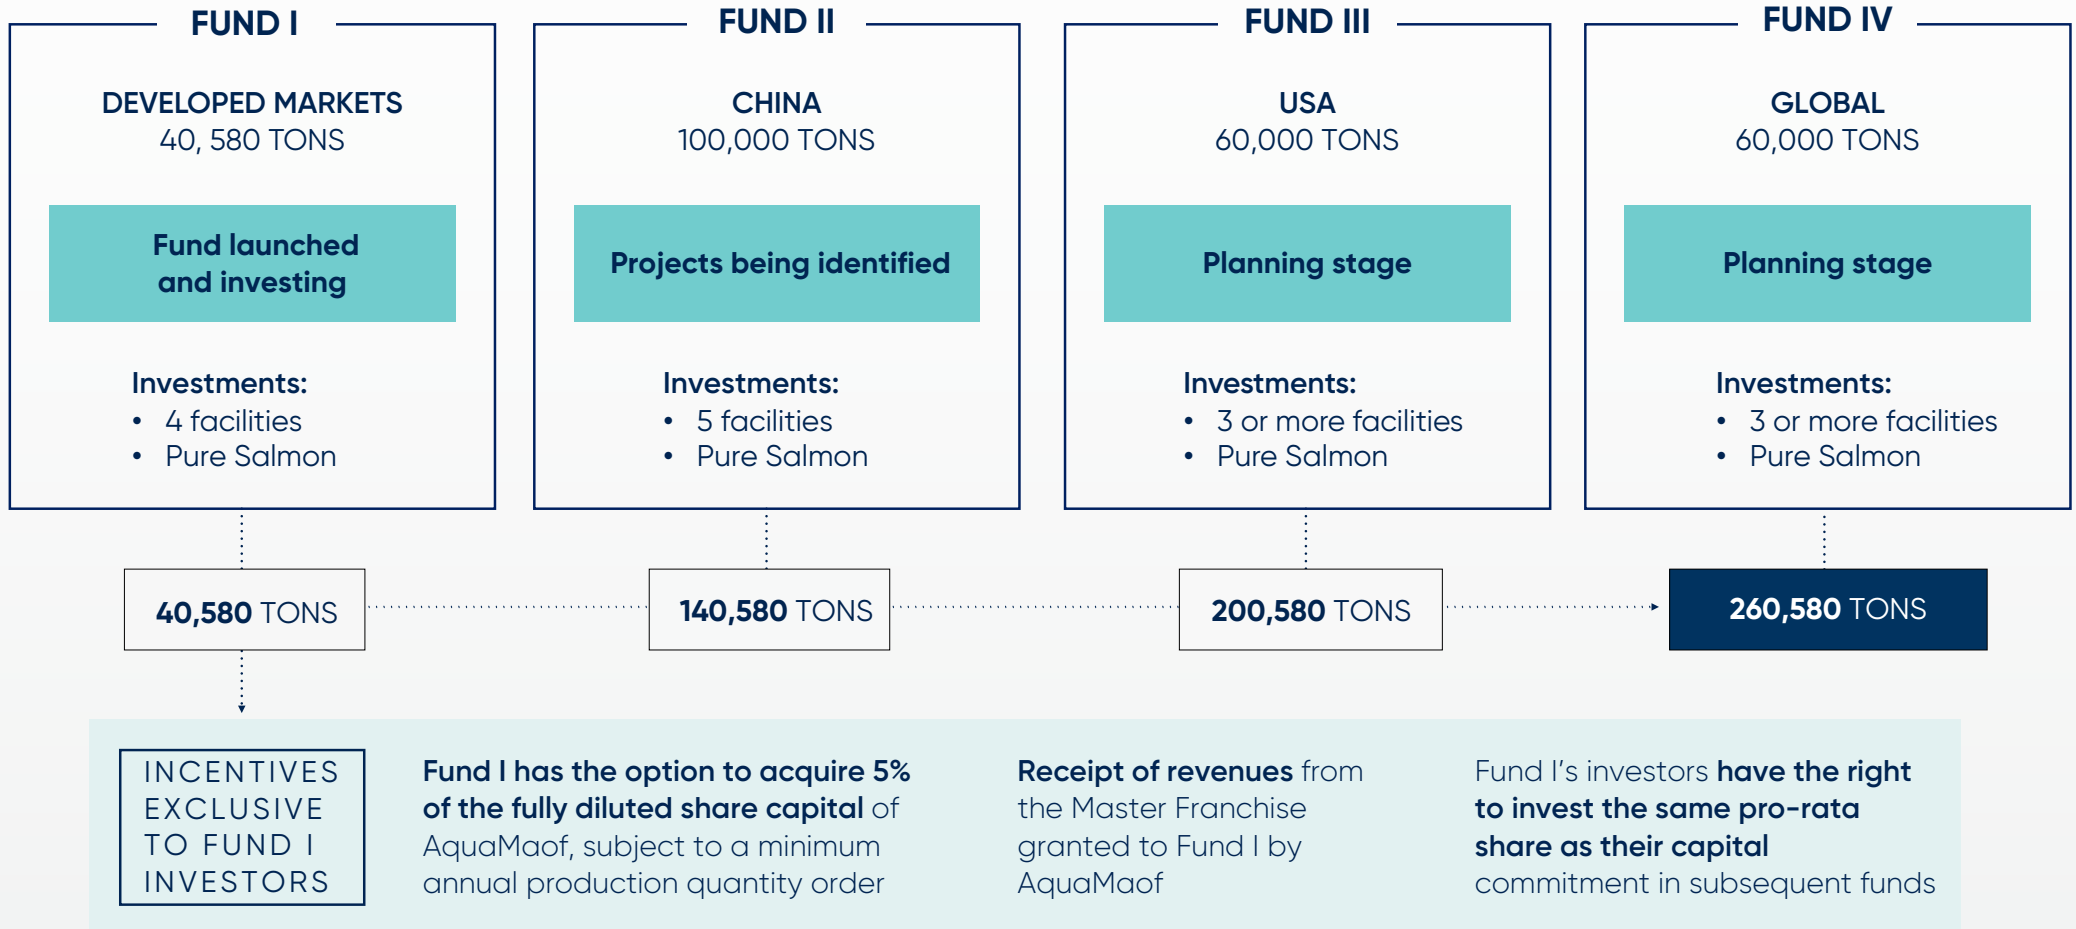 FUND I
DEVELOPED MARKETS
40, 580 TONS
Fund launched
and investing
Investments:
• 4 facilities
• Pure Salmon
FUND II
CHINA
100,000 TONS
Projects being identified
Investments:
• 5 facilities
• Pure Salmon
FUND III
USA
60,000 TONS
Planning stage
Investments:
• 3 or more facilities
• Pure Salmon
FUND IV
GLOBAL
60,000 TONS
Planning stage
Investments:
• 3 or more facilities
• Pure Salmon
40,580 TONS
140,580 TONS
200,580 TONS
260,580 TONS
INCENTIVES
EXCLUSIVE
TO FUND I
INVESTORS
Fund I has the option to acquire 5%
of the fully diluted share capital of
AquaMaof, subject to a minimum
annual production quantity order
Receipt of revenues from
the Master Franchise
granted to Fund I by
AquaMaof
Fund I's investors have the right
to invest the same pro-rata
share as their capital
commitment in subsequent funds